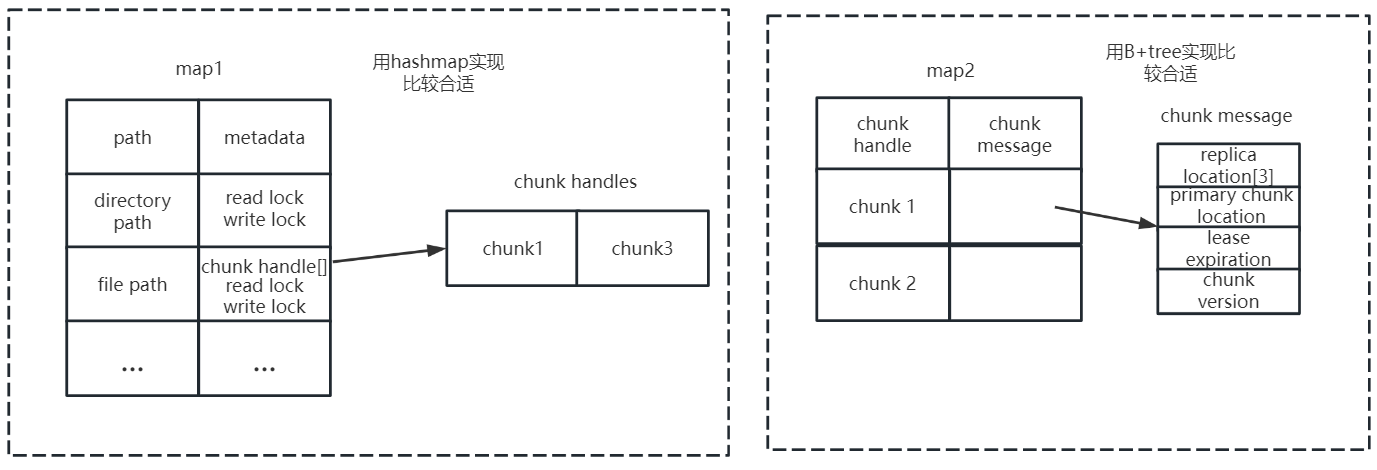 map1
用hashmap实现
比较合适
path
metadata
directory
path
read lock
write lock
file path
chunk handle[]
read lock
write lock
...
...
chunk handles
chunk1
chunk3
map2
用B+tree实现比
较合适
chunk
handle
chunk
message
chunk 1
chunk 2
chunk message
replica
location[3]
primary chunk
location
lease
expiration
chunk
version